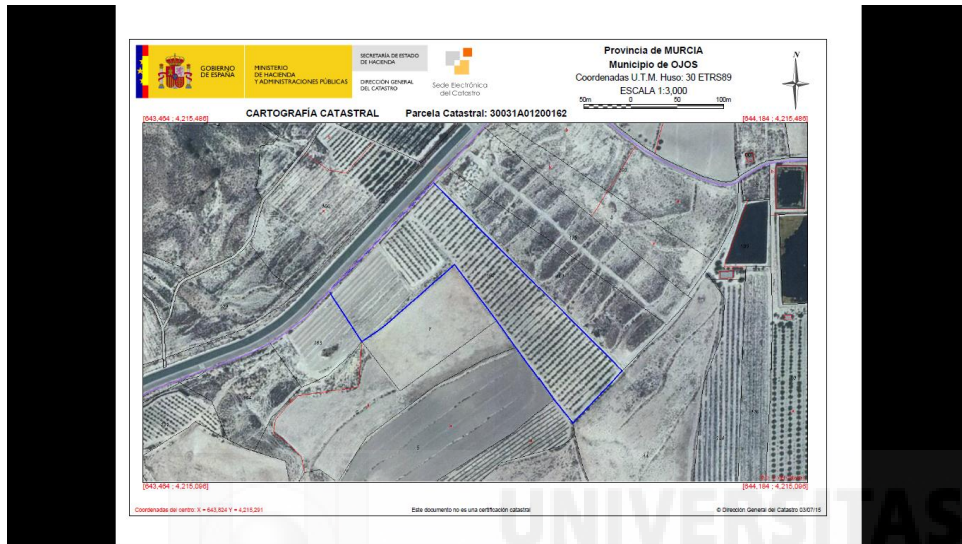 GOBIERNO
DE ESPAÑA
MINISTERIO
DE HACIENDA
Y ADMINISTRACIONES PÚBLICAS
SECRETARÍA DE ESTADO
DE HACIENDA
DIRECCIÓN GENERAL
DEL CATASTRO
Sede Electrónica
del Catastro
Provincia de MURCIA
Municipio de OJOS
Coordenadas U.T.M. Huso: 30 ETRS89
ESCALA 1:3,000
50m 0 50 100m
N
CARTOGRAFÍA CATASTRAL Parcela Catastral: 30031A01200162
[643,464 ; 4,215,486] [644,184 ; 4,215,486]
[643,464 ; 4,215,096] [644,184 ; 4,215,096]
Coordenadas del centro: X = 643,824 Y = 4,215,291 Este documento no es una certificación catastral © Dirección General del Catastro 03/07/15
UNIVERSITAS